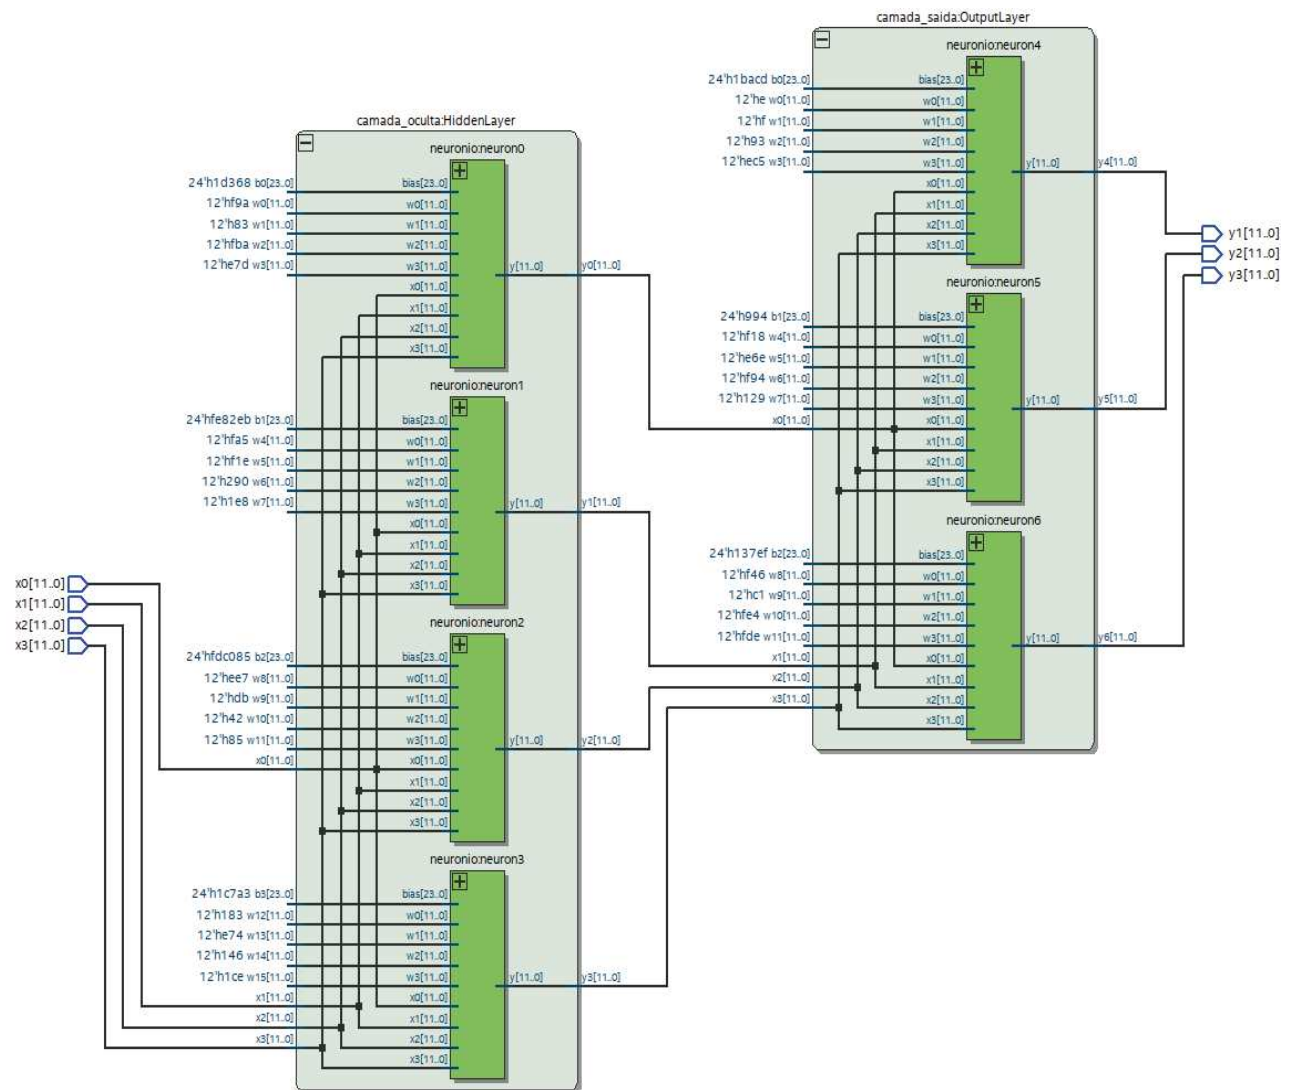 camada_oculta:HiddenLayer
neuronio:neuron0
24'h1d368 b0[23..0] bias[23..0]
12'hf9a w0[11..0] w0[11..0]
12'h83 w1[11..0] w1[11..0]
12'hfba w2[11..0] w2[11..0]
12'he7d w3[11..0] w3[11..0] y[11..0] y0[11..0]
x0[11..0]
x1[11..0]
x2[11..0]
x3[11..0]
neuronio:neuron1
24'hfe82eb b1[23..0] bias[23..0]
12'hfa5 w4[11..0] w0[11..0]
12'hf1e w5[11..0] w1[11..0]
12'h290 w6[11..0] w2[11..0]
12'h1e8 w7[11..0] w3[11..0] y[11..0] y1[11..0]
x0[11..0]
x1[11..0]
x2[11..0]
x3[11..0]
x0[11..0]
x1[11..0]
x2[11..0]
x3[11..0]
neuronio:neuron2
24'hfdc085 b2[23..0] bias[23..0]
12'hee7 w8[11..0] w0[11..0]
12'hdb w9[11..0] w1[11..0]
12'h42 w10[11..0] w2[11..0]
12'h85 w11[11..0] w3[11..0] y[11..0] y2[11..0]
x0[11..0] x0[11..0]
x1[11..0]
x2[11..0]
x3[11..0]
neuronio:neuron3
24'h1c7a3 b3[23..0] bias[23..0]
12'h183 w12[11..0] w0[11..0]
12'he74 w13[11..0] w1[11..0]
12'h146 w14[11..0] w2[11..0]
12'h1ce w15[11..0] w3[11..0] y[11..0] y3[11..0]
x1[11..0] x0[11..0]
x2[11..0] x1[11..0]
x3[11..0] x2[11..0]
x3[11..0]
camada_saida:OutputLayer
neuronio:neuron4
24'h1bacd b0[23..0] bias[23..0]
12'he w0[11..0] w0[11..0]
12'hf w1[11..0] w1[11..0]
12'h93 w2[11..0] w2[11..0]
12'hec5 w3[11..0] w3[11..0] y[11..0] y4[11..0]
x0[11..0]
x1[11..0]
x2[11..0]
x3[11..0]
neuronio:neuron5
24'h994 b1[23..0] bias[23..0]
12'hf18 w4[11..0] w0[11..0]
12'he6e w5[11..0] w1[11..0]
12'hf94 w6[11..0] w2[11..0]
12'h129 w7[11..0] w3[11..0] y[11..0] y5[11..0]
x0[11..0] x0[11..0]
x1[11..0]
x2[11..0]
x3[11..0]
neuronio:neuron6
24'h137ef b2[23..0] bias[23..0]
12'hf46 w8[11..0] w0[11..0]
12'hc1 w9[11..0] w1[11..0]
12'hfe4 w10[11..0] w2[11..0]
12'hfde w11[11..0] w3[11..0] y[11..0] y6[11..0]
x1[11..0] x0[11..0]
x2[11..0] x1[11..0]
x3[11..0] x2[11..0]
x3[11..0]
y1[11..0]
y2[11..0]
y3[11..0]